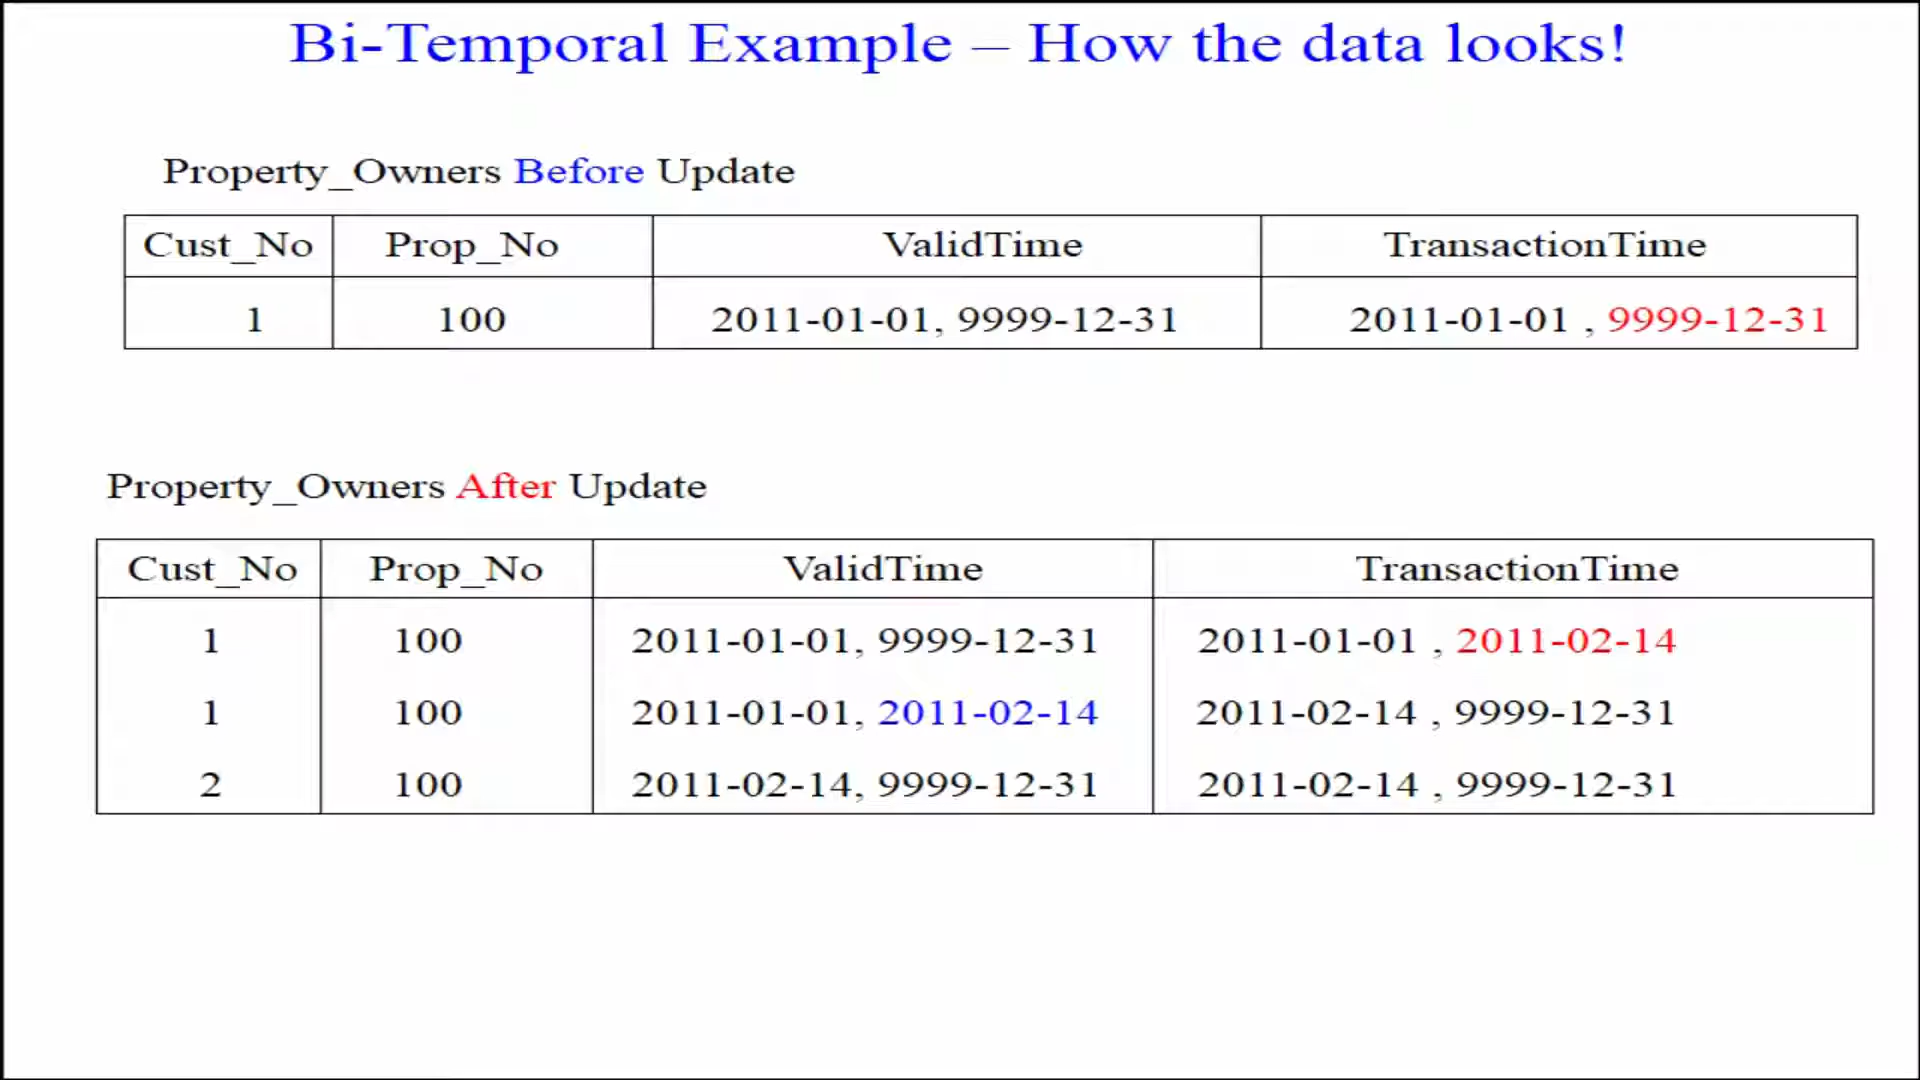 Bi-Temporal Example – How the data looks!
Property_Owners Before Update
Cust_No Prop_No ValidTime TransactionTime
1 100 2011-01-01, 9999-12-31 2011-01-01 , 9999-12-31
Property_Owners After Update
Cust_No Prop_No ValidTime TransactionTime
1 100 2011-01-01, 9999-12-31 2011-01-01 , 2011-02-14
1 100 2011-01-01, 2011-02-14 2011-02-14 , 9999-12-31
2 100 2011-02-14, 9999-12-31 2011-02-14 , 9999-12-31